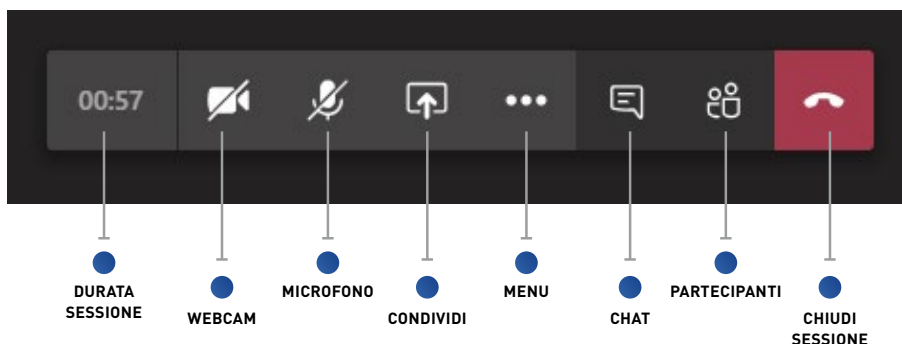 00:57
DURATA
SESSIONE
WEBCAM
MICROFONO
CONDIVIDI
MENU
CHAT
PARTECIPANTI
CHIUDI
SESSIONE